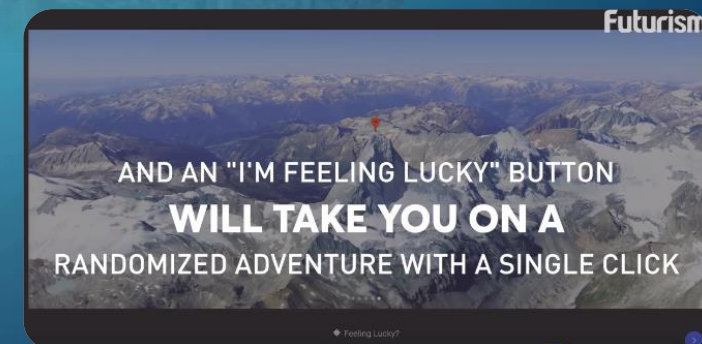 Futurism
AND AN "I'M FEELING LUCKY" BUTTON
WILL TAKE YOU ON A
RANDOMIZED ADVENTURE WITH A SINGLE CLICK
Feeling Lucky?